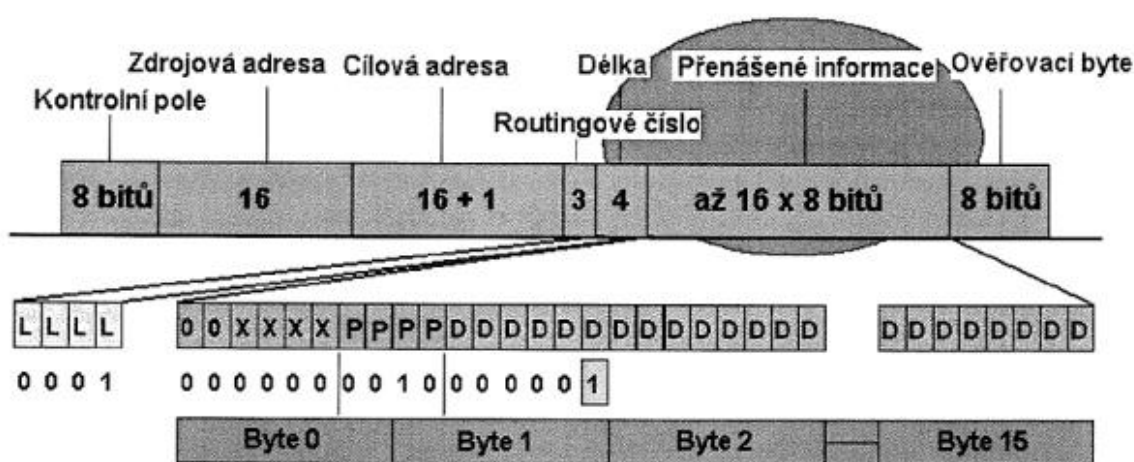 Zdrojová adresa Cílová adresa Délka Přenášené informace Ověřovací byte
Kontrolní pole
Routingové číslo
8 bitů 16 16 + 1 3 4 až 16 x 8 bitů 8 bitů
L L L L 0 0 X X X X P P P P D D D D D D D D D D D D D D D D D D D D D D
0 0 0 1 0 0 0 0 0 0 0 0 1 0 0 0 0 0 0 1
Byte 0 Byte 1 Byte 2 Byte 15